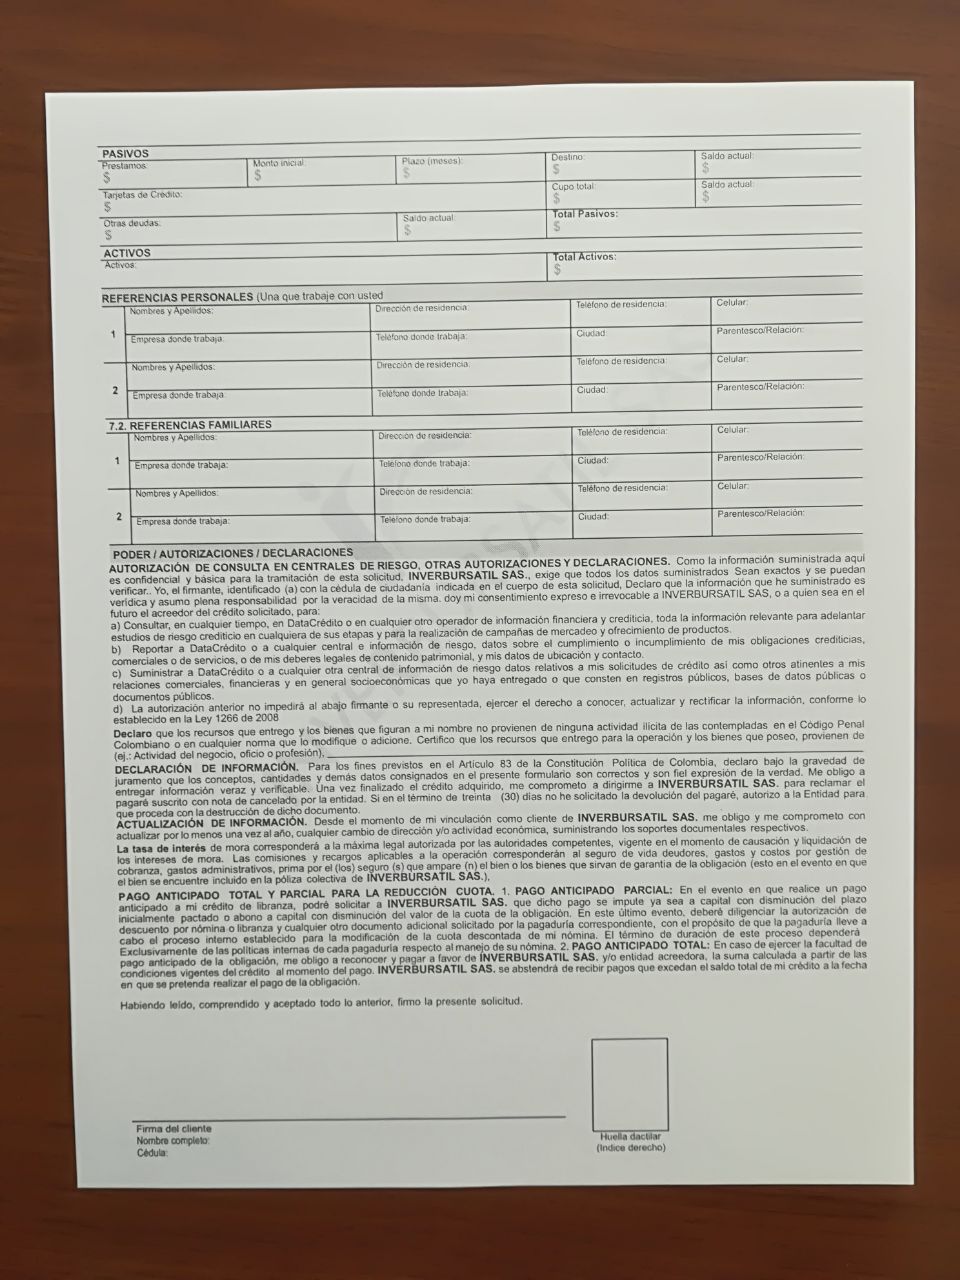 PASIVOS
Prestamos: Monto inicial: Plazo (meses): Destino: Saldo actual:
$ $ $ $ $
Tarjetas de Crédito: Cupo total: Saldo actual:
$ $ $
Otras deudas: Saldo actual: Total Pasivos:
$ $ $
ACTIVOS
Activos: Total Activos:
$
REFERENCIAS PERSONALES (Una que trabaje con usted
1 Nombres y Apellidos: Dirección de residencia: Teléfono de residencia: Celular:
Empresa donde trabaja: Teléfono donde trabaja: Ciudad: Parentesco/Relación:
2 Nombres y Apellidos: Dirección de residencia: Teléfono de residencia: Celular:
Empresa donde trabaja: Teléfono donde trabaja: Ciudad: Parentesco/Relación:
7.2. REFERENCIAS FAMILIARES
1 Nombres y Apellidos: Dirección de residencia: Teléfono de residencia: Celular:
Empresa donde trabaja: Teléfono donde trabaja: Ciudad: Parentesco/Relación:
2 Nombres y Apellidos: Dirección de residencia: Teléfono de residencia: Celular:
Empresa donde trabaja: Teléfono donde trabaja: Ciudad: Parentesco/Relación:
PODER / AUTORIZACIONES / DECLARACIONES
AUTORIZACIÓN DE CONSULTA EN CENTRALES DE RIESGO, OTRAS AUTORIZACIONES Y DECLARACIONES. Como la información suministrada aquí
es confidencial y básica para la tramitación de esta solicitud, INVERBURSATIL SAS., exige que todos los datos suministrados Sean exactos y se puedan
verificar.. Yo, el firmante, identificado (a) con la cédula de ciudadanía indicada en el cuerpo de esta solicitud, Declaro que la información que he suministrado es
verídica y asumo plena responsabilidad por la veracidad de la misma. doy mi consentimiento expreso e irrevocable a INVERBURSATIL SAS, o a quien sea en el
futuro el acreedor del crédito solicitado, para:
a) Consultar, en cualquier tiempo, en DataCrédito o en cualquier otro operador de información financiera y crediticia, toda la información relevante para adelantar
estudios de riesgo crediticio en cualquiera de sus etapas y para la realización de campañas de mercadeo y ofrecimiento de productos.
b) Reportar a DataCrédito o a cualquier central e información de riesgo, datos sobre el cumplimiento o incumplimiento de mis obligaciones crediticias,
comerciales o de servicios, o de mis deberes legales de contenido patrimonial, y mis datos de ubicación y contacto.
c) Suministrar a DataCrédito o a cualquier otra central de información de riesgo datos relativos a mis solicitudes de crédito así como otros atinentes a mis
relaciones comerciales, financieras y en general socioeconómicas que yo haya entregado o que consten en registros públicos, bases de datos públicas o
documentos públicos.
d) La autorización anterior no impedirá al abajo firmante o su representada, ejercer el derecho a conocer, actualizar y rectificar la información, conforme lo
establecido en la Ley 1266 de 2008
Declaro que los recursos que entrego y los bienes que figuran a mi nombre no provienen de ninguna actividad ilícita de las contempladas en el Código Penal
Colombiano o en cualquier norma que lo modifique o adicione. Certifico que los recursos que entrego para la operación y los bienes que poseo, provienen de
(ej.: Actividad del negocio, oficio o profesión).
DECLARACIÓN DE INFORMACIÓN. Para los fines previstos en el Artículo 83 de la Constitución Política de Colombia, declaro bajo la gravedad de
juramento que los conceptos, cantidades y demás datos consignados en el presente formulario son correctos y son fiel expresión de la verdad. Me obligo a
entregar información veraz y verificable. Una vez finalizado el crédito adquirido, me comprometo a dirigirme a INVERBURSATIL SAS. para reclamar el
pagaré suscrito con nota de cancelado por la entidad. Si en el término de treinta (30) días no he solicitado la devolución del pagaré, autorizo a la Entidad para
que proceda con la destrucción de dicho documento.
ACTUALIZACIÓN DE INFORMACIÓN. Desde el momento de mi vinculación como cliente de INVERBURSATIL SAS. me obligo y me comprometo con
actualizar por lo menos una vez al año, cualquier cambio de dirección y/o actividad económica, suministrando los soportes documentales respectivos.
La tasa de interés de mora corresponderá a la máxima legal autorizada por las autoridades competentes, vigente en el momento de causación y liquidación de
los intereses de mora. Las comisiones y recargos aplicables a la operación corresponderán al seguro de vida deudores, gastos y costos por gestión de
cobranza, gastos administrativos, prima por el (los) seguro (s) que ampare (n) el bien o los bienes que sirvan de garantía de la obligación (esto en el evento en que
el bien se encuentre incluido en la póliza colectiva de INVERBURSATIL SAS.),
PAGO ANTICIPADO TOTAL Y PARCIAL PARA LA REDUCCIÓN CUOTA. 1. PAGO ANTICIPADO PARCIAL: En el evento en que realice un pago
anticipado a mi crédito de libranza, podré solicitar a INVERBURSATIL SAS. que dicho pago se impute ya sea a capital con disminución del plazo
inicialmente pactado o abono a capital con disminución del valor de la cuota de la obligación. En este último evento, deberé diligenciar la autorización de
descuento por nómina o libranza y cualquier otro documento adicional solicitado por la pagaduría correspondiente, con el propósito de que la pagaduría lleve a
cabo el proceso interno establecido para la modificación de la cuota descontada de mi nómina. El término de duración de este proceso dependerá
Exclusivamente de las políticas internas de cada pagaduría respecto al manejo de su nómina. 2. PAGO ANTICIPADO TOTAL: En caso de ejercer la facultad de
pago anticipado de la obligación, me obligo a reconocer y pagar a favor de INVERBURSATIL SAS. y/o entidad acreedora, la suma calculada a partir de las
condiciones vigentes del crédito al momento del pago. INVERBURSATIL SAS. se abstendrá de recibir pagos que excedan el saldo total de mi crédito a la fecha
en que se pretenda realizar el pago de la obligación.
Habiendo leído, comprendido y aceptado todo lo anterior, firmo la presente solicitud.
Firma del cliente
Nombre completo:
Cédula:
Huella dactilar
(Indice derecho)